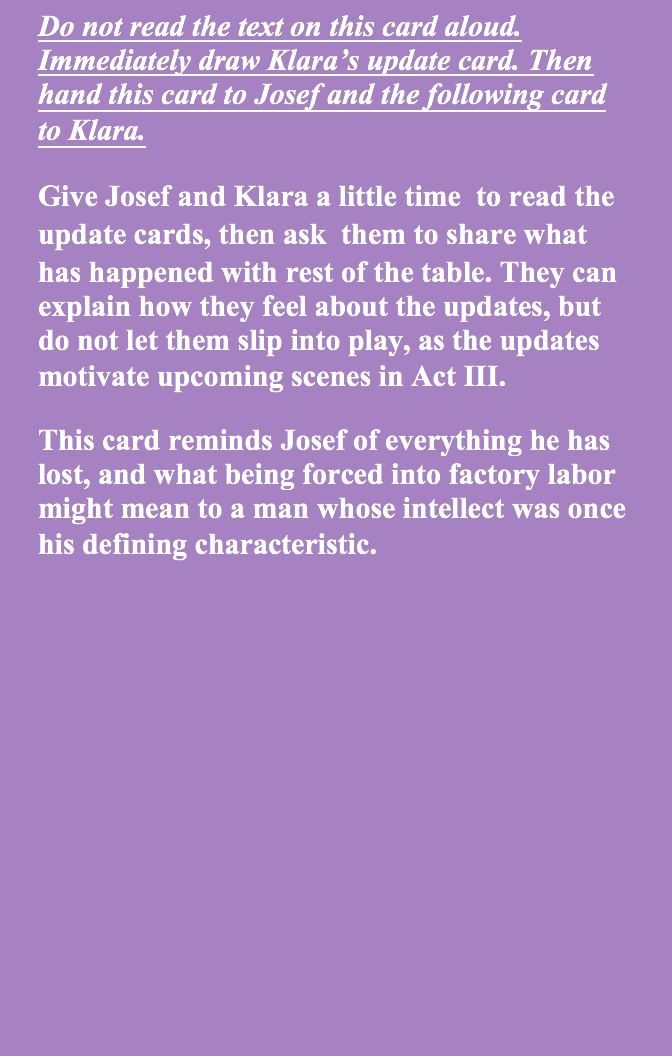 Do not read the text on this card aloud.
Immediately draw Klara’s update card. Then
hand this card to Josef and the following card
to Klara.
Give Josef and Klara a little time  to read the
update cards, then ask  them to share what
has happened with rest of the table. They can
explain how they feel about the updates, but
do not let them slip into play, as the updates
motivate upcoming scenes in Act III.
This card reminds Josef of everything he has
lost, and what being forced into factory labor
might mean to a man whose intellect was once
his defining characteristic.